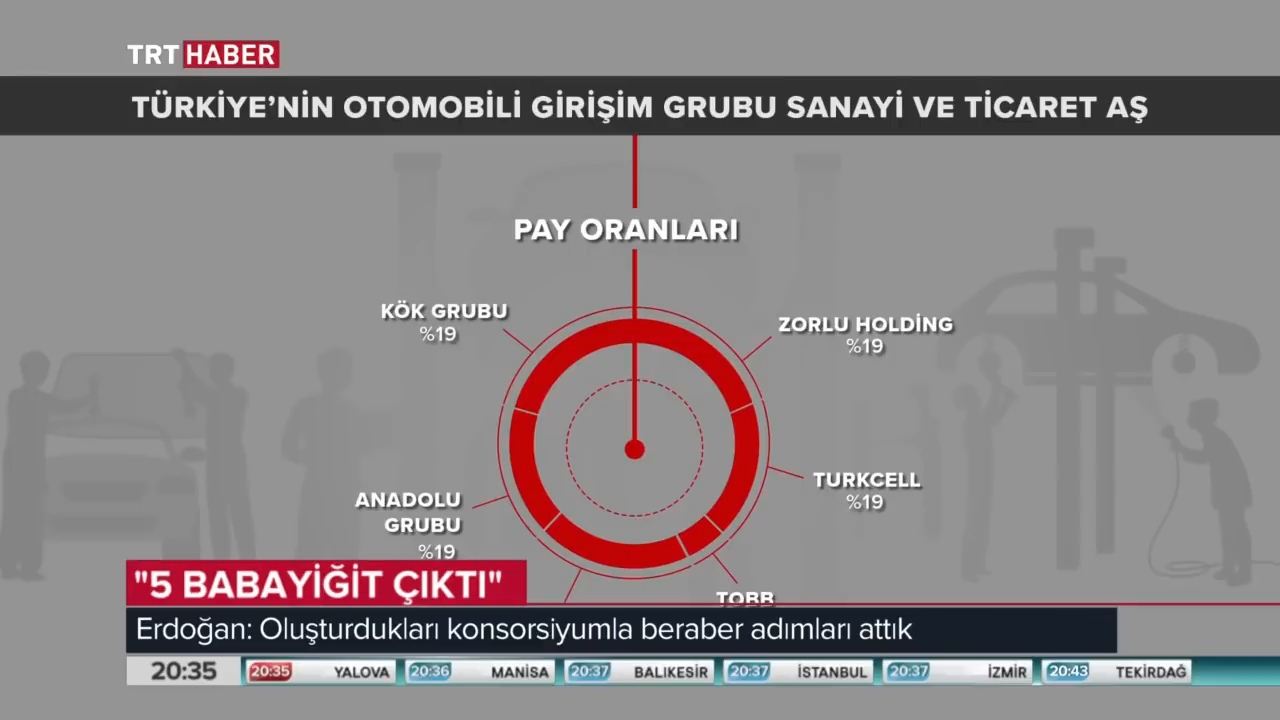 TRT HABER
TÜRKİYE’NİN OTOMOBİLİ GİRİŞİM GRUBU SANAYİ VE TİCARET AŞ
PAY ORANLARI
KÖK GRUBU
%19
ZORLU HOLDİNG
%19
TURKCELL
%19
ANADOLU
GRUBU
%19
TOBB
"5 BABAYİĞİT ÇIKTI"
Erdoğan: Oluşturdukları konsorsiyumla beraber adımları attık
20:35 20:35 YALOVA 20:36 MANİSA 20:37 BALIKESİR 20:37 İSTANBUL 20:37 İZMİR 20:43 TEKİRDAĞ